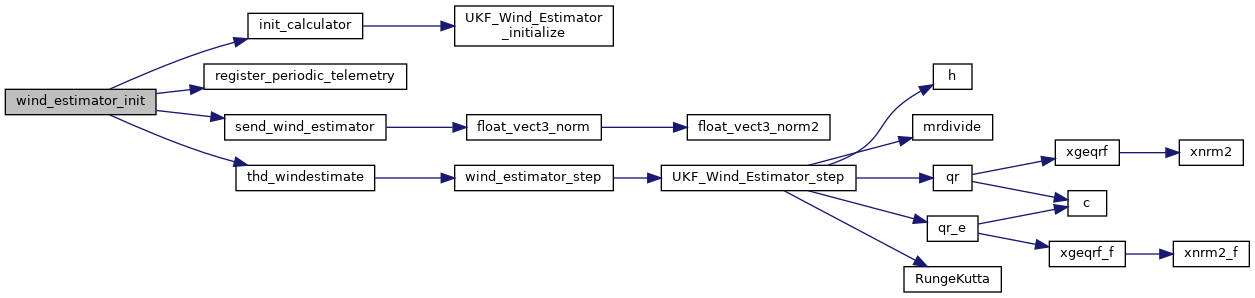 wind_estimator_init
init_calculator
UKF_Wind_Estimator
_initialize
register_periodic_telemetry
send_wind_estimator
float_vect3_norm
float_vect3_norm2
thd_windestimate
wind_estimator_step
UKF_Wind_Estimator_step
h
mrdivide
qr
xgeqrf
xnrm2
c
qr_e
xgeqrf_f
xnrm2_f
RungeKutta